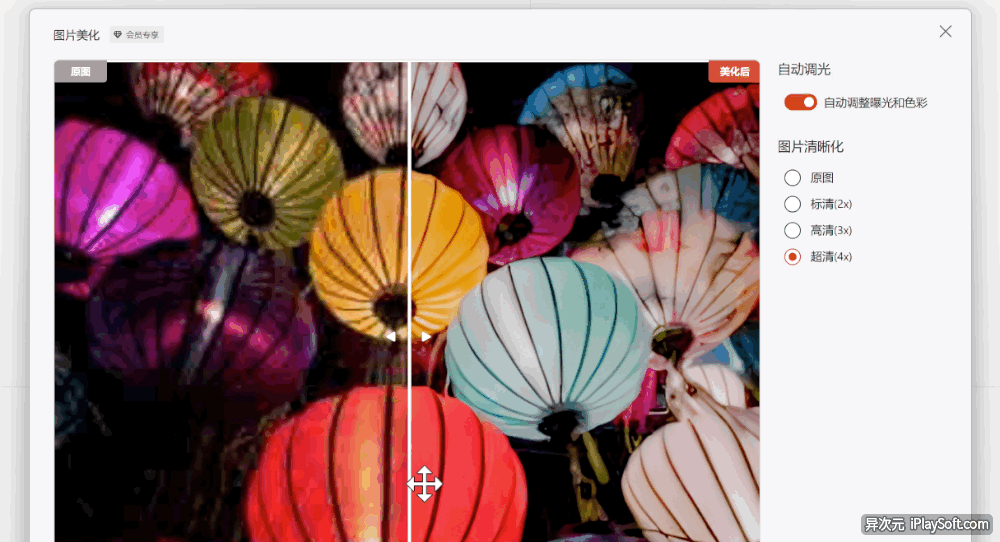 图片美化 会员专享
原图 美化后
自动调光
自动调整曝光和色彩
图片清晰化
原图
标清(2x)
高清(3x)
超清(4x)
异次元 iPlaySoft.com